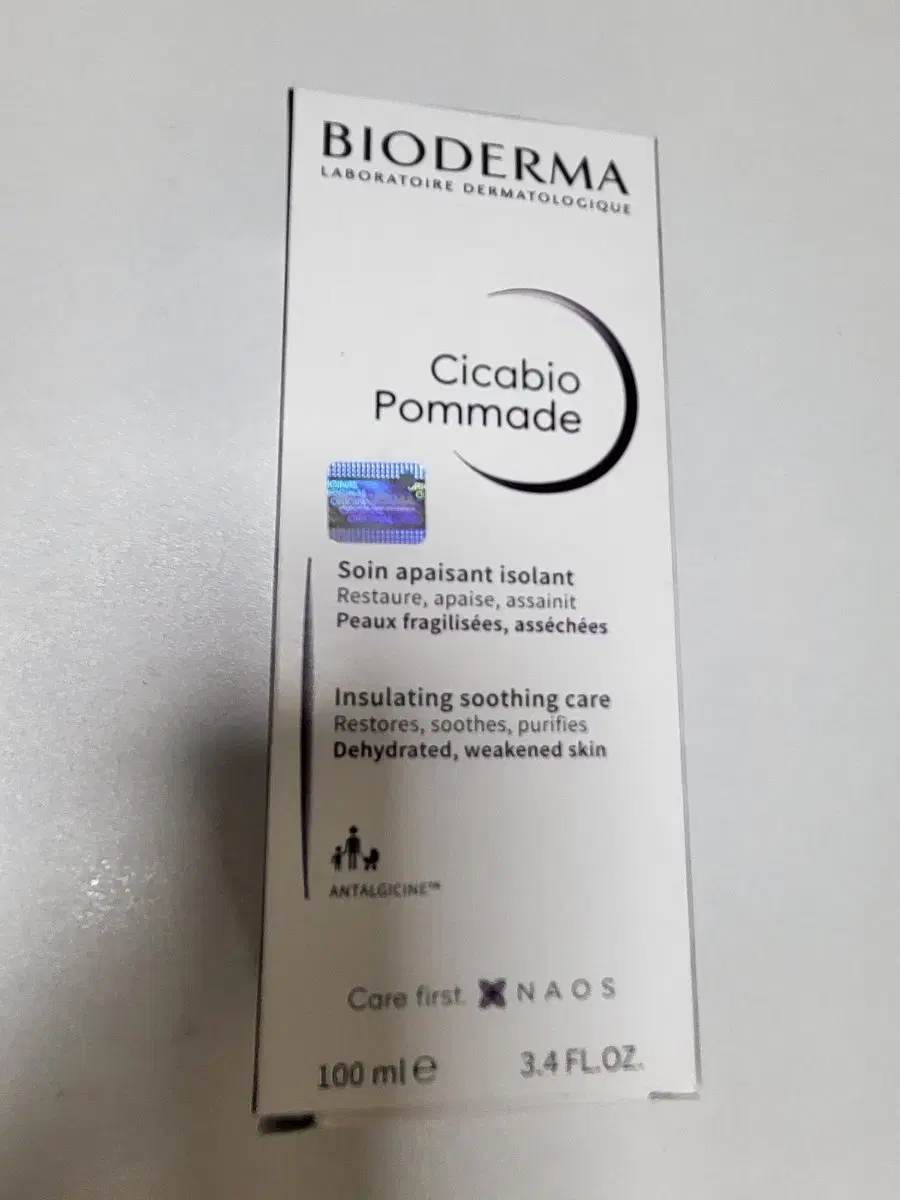 BIODERMA
LABORATOIRE DERMATOLOGIQUE
Cicabio
Pommade
Soin apaisant isolant
Restaure, apaise, assainit
Peaux fragilisées, asséchées
Insulating soothing care
Restores, soothes, purifies
Dehydrated, weakened skin
ANTALGICINE™
Care first. NAOS
100 ml ℮ 3.4 FL.OZ.